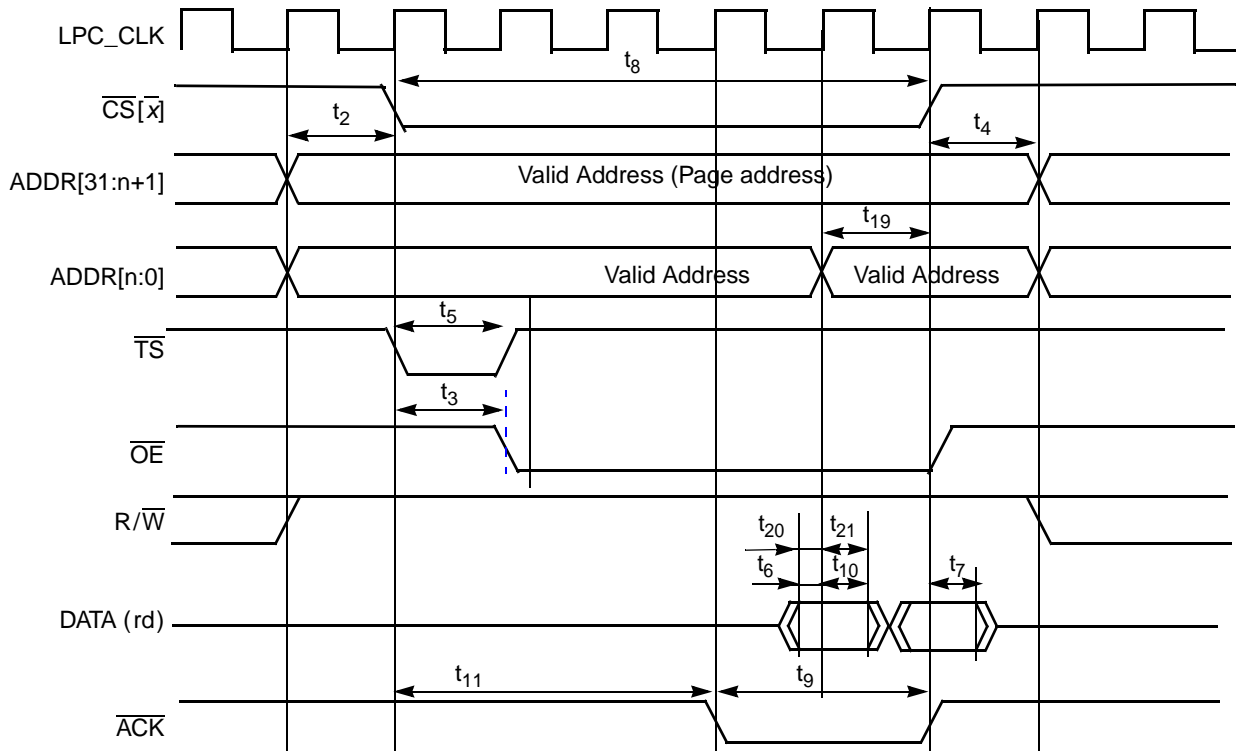 LPC_CLK
t8
CS[x]
t2
t4
ADDR[31:n+1]
Valid Address (Page address)
t19
ADDR[n:0]
Valid Address
Valid Address
t5
TS
t3
OE
R/W
t20
t21
t6
t10
t7
DATA (rd)
t11
t9
ACK